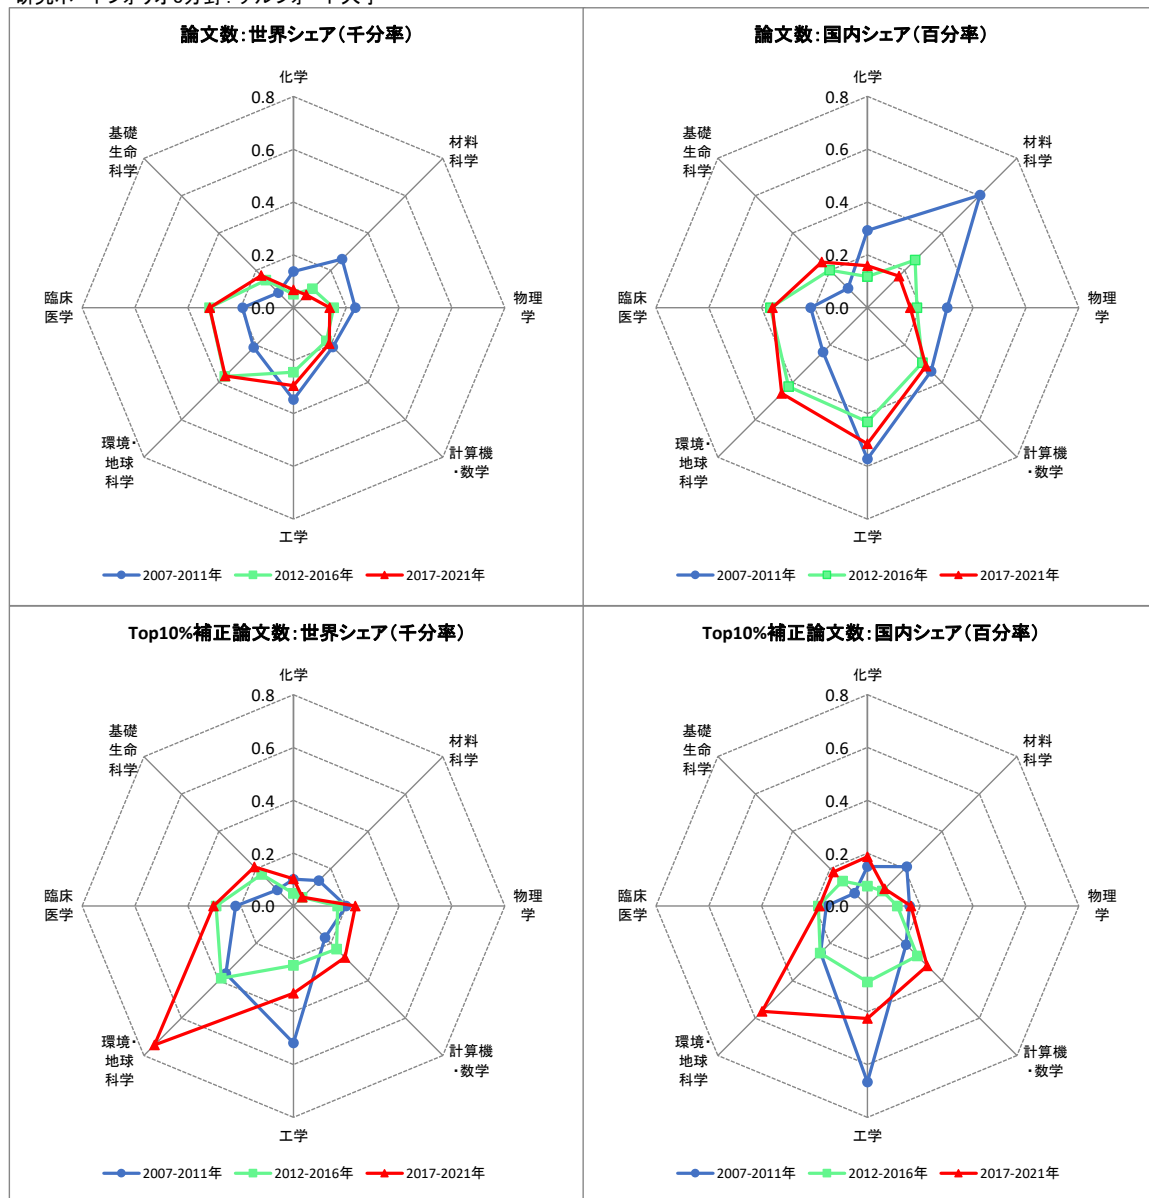 論文数：世界シェア（千分率）
化学
0.8
0.6
0.4
0.2
0.0
材料
科学
物理
学
計算機
・数学
工学
環境・
地球
科学
臨床
医学
基礎
生命
科学
2007-2011年
2012-2016年
2017-2021年
論文数：国内シェア（百分率）
化学
0.8
0.6
0.4
0.2
0.0
材料
科学
物理
学
計算機
・数学
工学
環境・
地球
科学
臨床
医学
基礎
生命
科学
2007-2011年
2012-2016年
2017-2021年
Top10%補正論文数：世界シェア（千分率）
化学
0.8
0.6
0.4
0.2
0.0
材料
科学
物理
学
計算機
・数学
工学
環境・
地球
科学
臨床
医学
基礎
生命
科学
2007-2011年
2012-2016年
2017-2021年
Top10%補正論文数：国内シェア（百分率）
化学
0.8
0.6
0.4
0.2
0.0
材料
科学
物理
学
計算機
・数学
工学
環境・
地球
科学
臨床
医学
基礎
生命
科学
2007-2011年
2012-2016年
2017-2021年